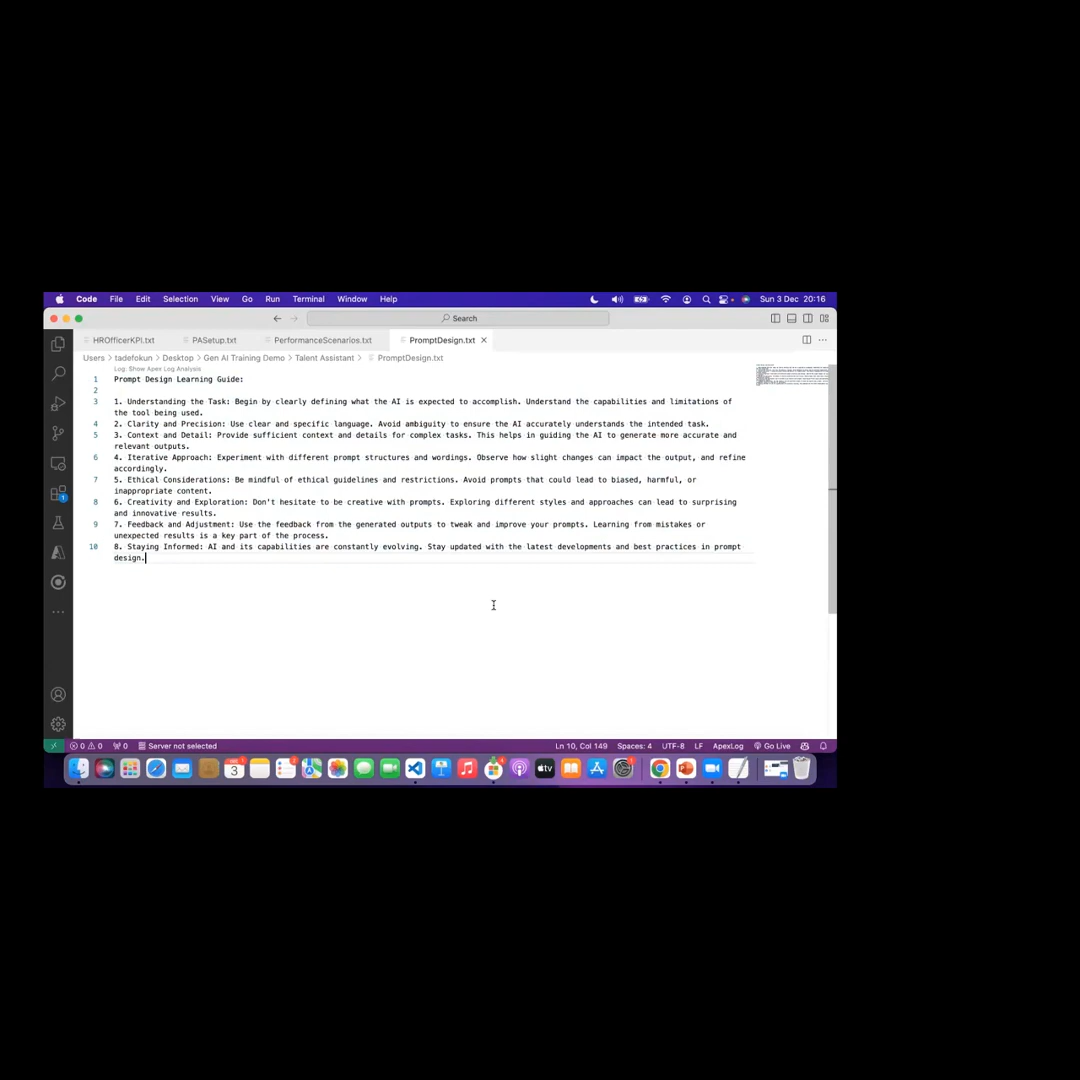 Code File Edit Selection View Go Run Terminal Window Help Sun 3 Dec 20:16
Search
HROfficerKPI.txt PASetup.txt PerformanceScenarios.txt PromptDesign.txt
Users > tadefokun > Desktop > Gen AI Training Demo > Talent Assistant > PromptDesign.txt
Log: Show Apex Log Analysis
1 Prompt Design Learning Guide:
2
3 1. Understanding the Task: Begin by clearly defining what the AI is expected to accomplish. Understand the capabilities and limitations of
the tool being used.
4 2. Clarity and Precision: Use clear and specific language. Avoid ambiguity to ensure the AI accurately understands the intended task.
5 3. Context and Detail: Provide sufficient context and details for complex tasks. This helps in guiding the AI to generate more accurate and
relevant outputs.
6 4. Iterative Approach: Experiment with different prompt structures and wordings. Observe how slight changes can impact the output, and refine
accordingly.
7 5. Ethical Considerations: Be mindful of ethical guidelines and restrictions. Avoid prompts that could lead to biased, harmful, or
inappropriate content.
8 6. Creativity and Exploration: Don't hesitate to be creative with prompts. Exploring different styles and approaches can lead to surprising
and innovative results.
9 7. Feedback and Adjustment: Use the feedback from the generated outputs to tweak and improve your prompts. Learning from mistakes or
unexpected results is a key part of the process.
10 8. Staying Informed: AI and its capabilities are constantly evolving. Stay updated with the latest developments and best practices in prompt
design.
0 0 0 Server not selected Ln 10, Col 149 Spaces: 4 UTF-8 LF ApexLog Go Live
3 tv